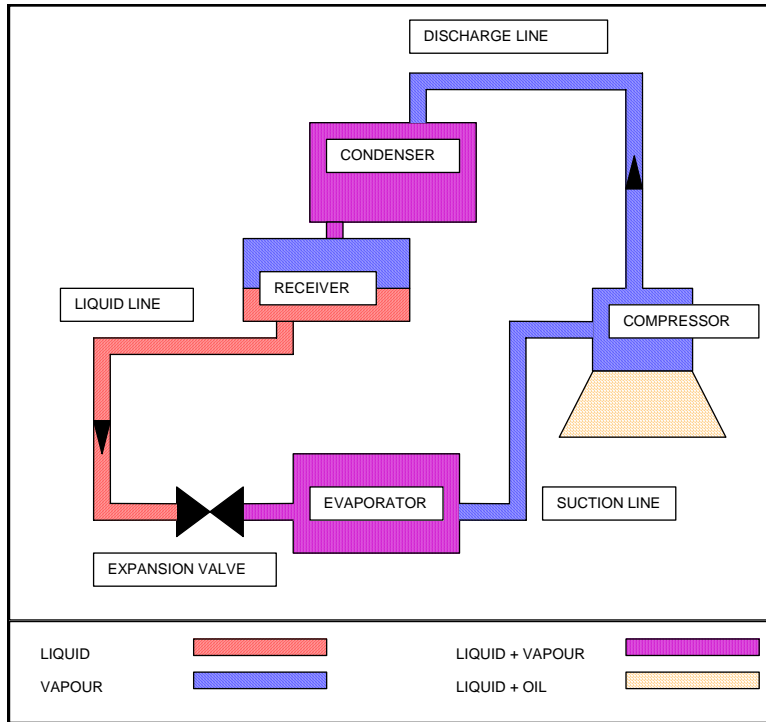 DISCHARGE LINE
CONDENSER
RECEIVER
LIQUID LINE
COMPRESSOR
EVAPORATOR
SUCTION LINE
EXPANSION VALVE
LIQUID
LIQUID + VAPOUR
VAPOUR
LIQUID + OIL